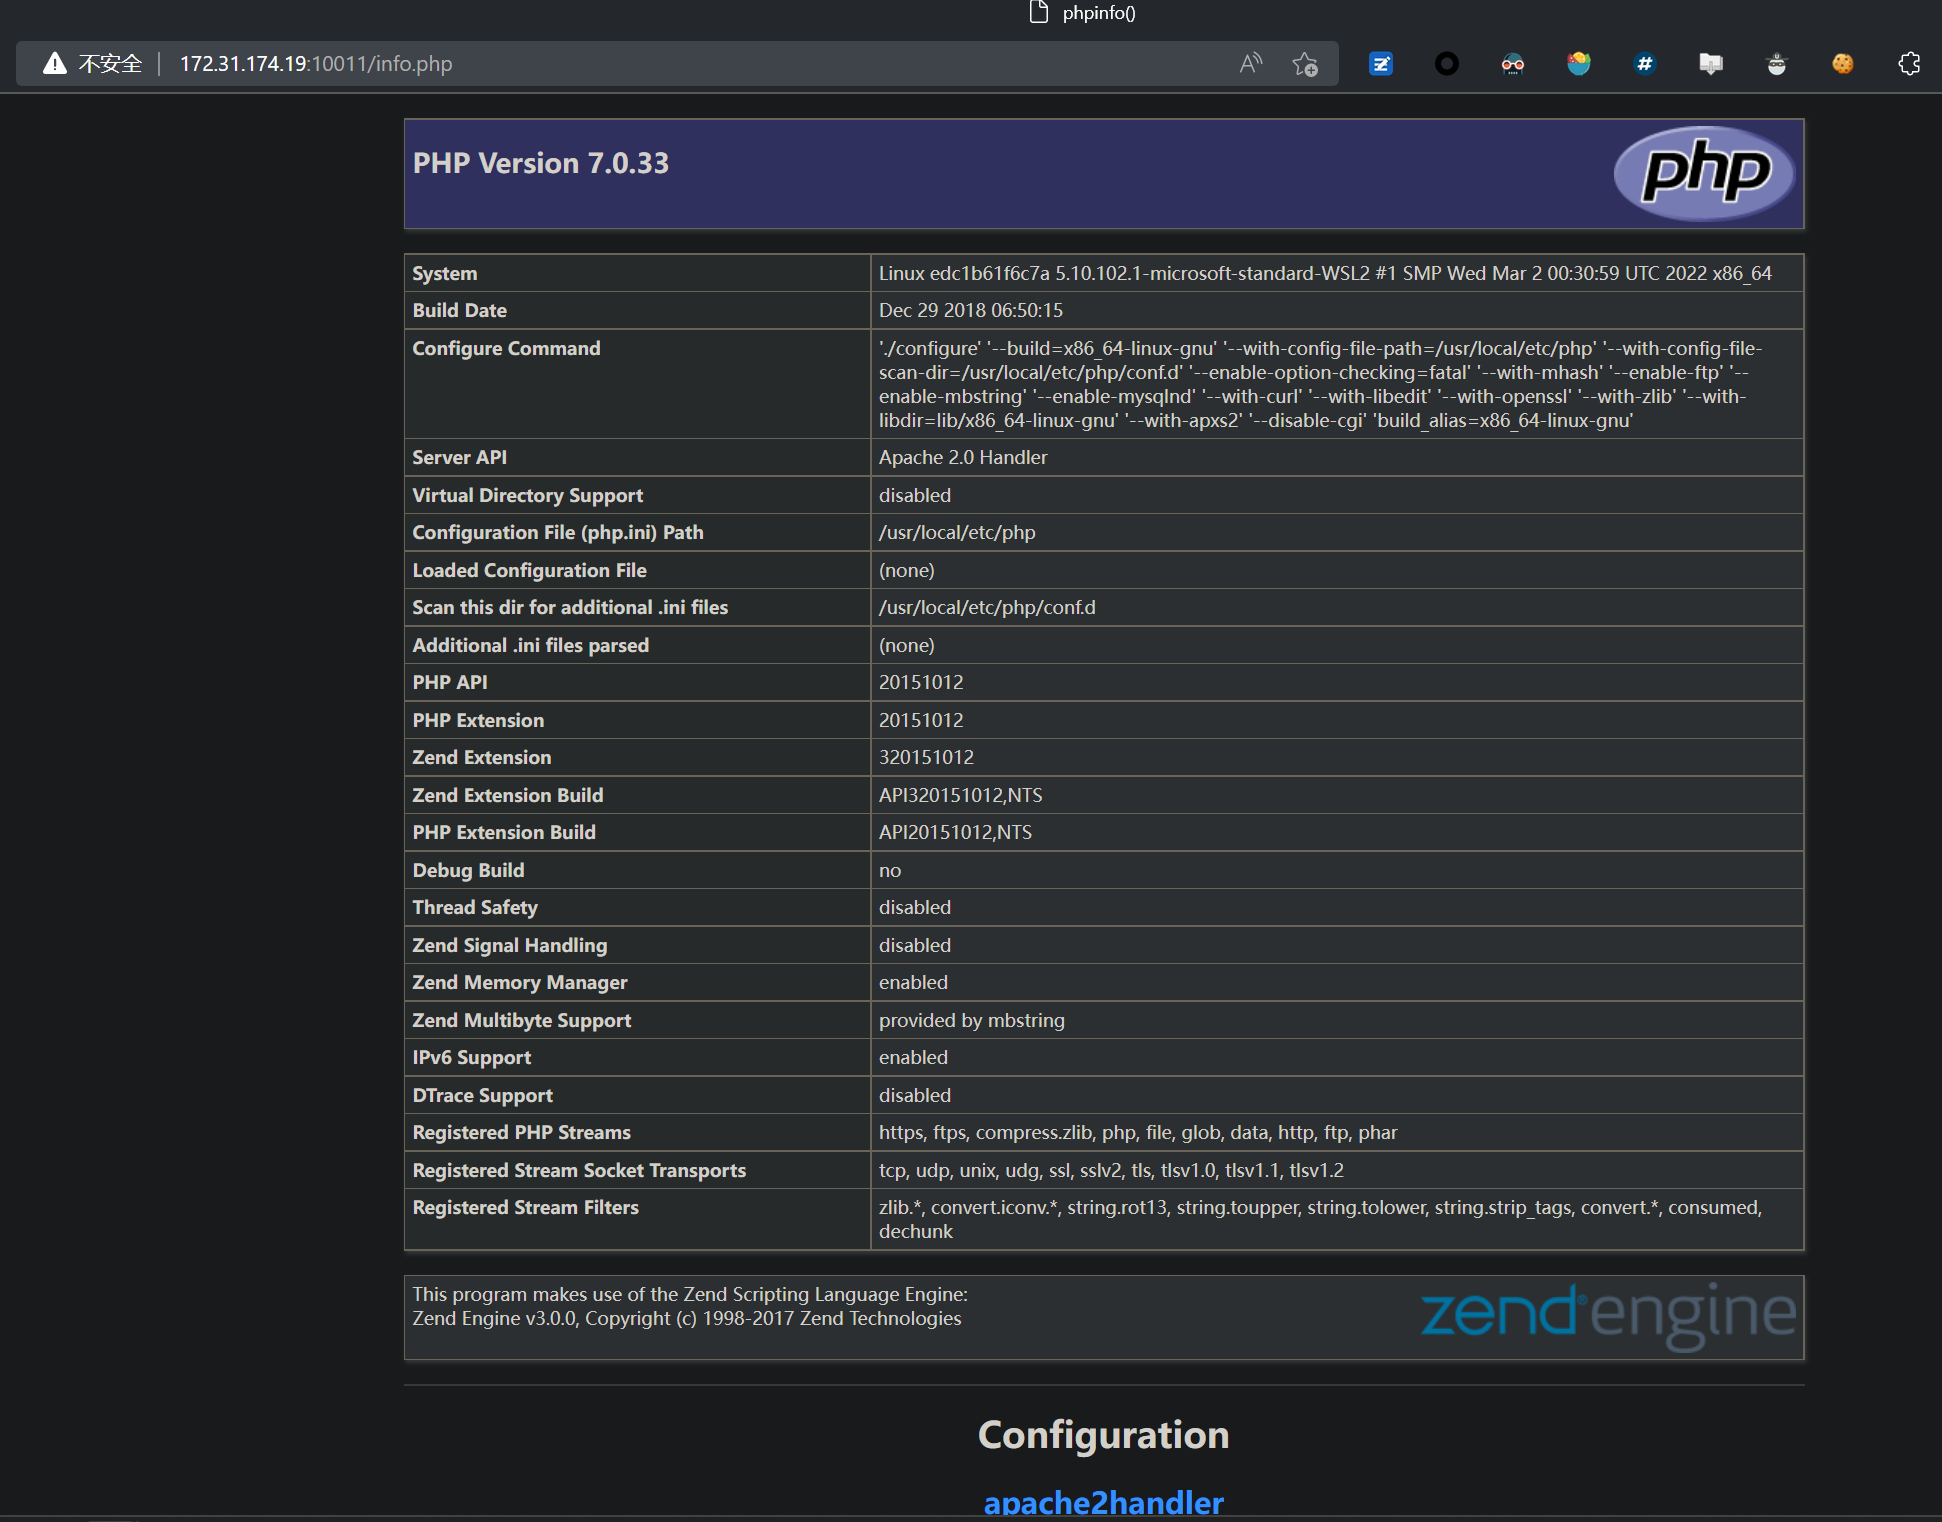 phpinfo()
不安全 172.31.174.19:10011/info.php
PHP Version 7.0.33
php
System Linux edc1b61f6c7a 5.10.102.1-microsoft-standard-WSL2 #1 SMP Wed Mar 2 00:30:59 UTC 2022 x86_64
Build Date Dec 29 2018 06:50:15
Configure Command './configure' '--build=x86_64-linux-gnu' '--with-config-file-path=/usr/local/etc/php' '--with-config-file-
scan-dir=/usr/local/etc/php/conf.d' '--enable-option-checking=fatal' '--with-mhash' '--enable-ftp' '--
enable-mbstring' '--enable-mysqlnd' '--with-curl' '--with-libedit' '--with-openssl' '--with-zlib' '--with-
libdir=lib/x86_64-linux-gnu' '--with-apxs2' '--disable-cgi' 'build_alias=x86_64-linux-gnu'
Server API Apache 2.0 Handler
Virtual Directory Support disabled
Configuration File (php.ini) Path /usr/local/etc/php
Loaded Configuration File (none)
Scan this dir for additional .ini files /usr/local/etc/php/conf.d
Additional .ini files parsed (none)
PHP API 20151012
PHP Extension 20151012
Zend Extension 320151012
Zend Extension Build API320151012,NTS
PHP Extension Build API20151012,NTS
Debug Build no
Thread Safety disabled
Zend Signal Handling disabled
Zend Memory Manager enabled
Zend Multibyte Support provided by mbstring
IPv6 Support enabled
DTrace Support disabled
Registered PHP Streams https, ftps, compress.zlib, php, file, glob, data, http, ftp, phar
Registered Stream Socket Transports tcp, udp, unix, udg, ssl, sslv2, tls, tlsv1.0, tlsv1.1, tlsv1.2
Registered Stream Filters zlib.*, convert.iconv.*, string.rot13, string.toupper, string.tolower, string.strip_tags, convert.*, consumed,
dechunk
This program makes use of the Zend Scripting Language Engine:
Zend Engine v3.0.0, Copyright (c) 1998-2017 Zend Technologies
zend®engine
Configuration
apache2handler